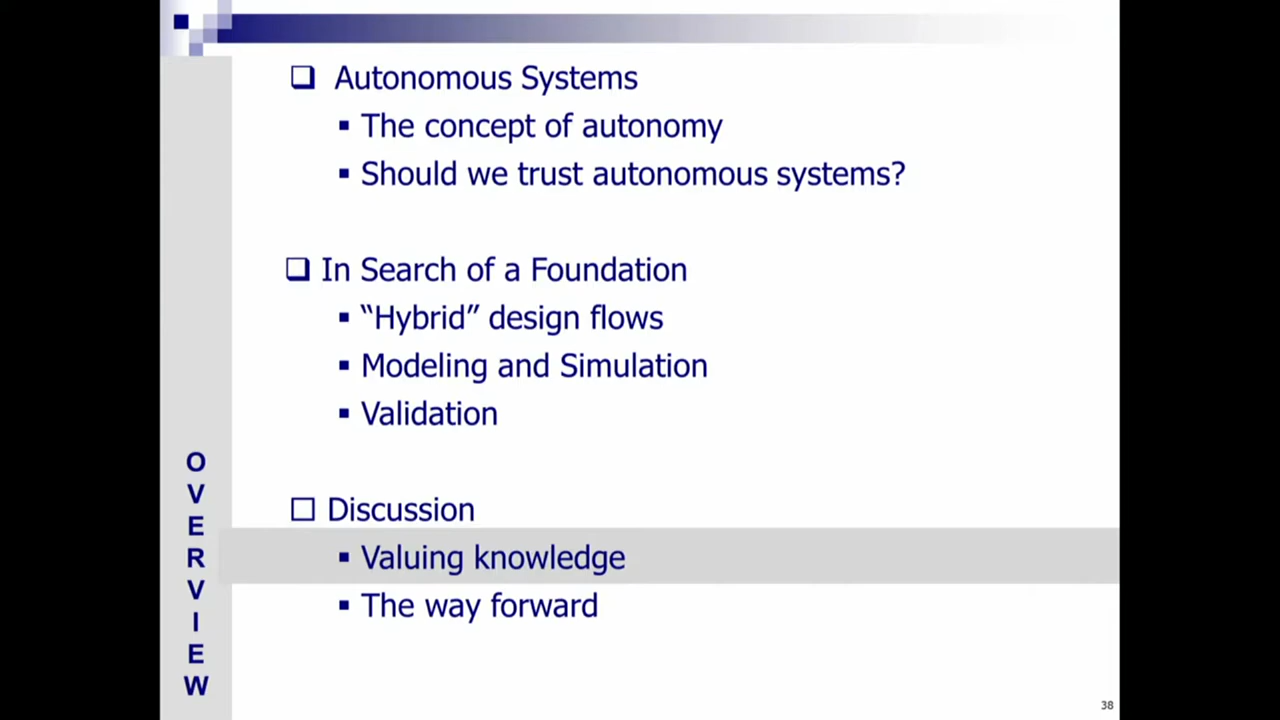 Autonomous Systems
The concept of autonomy
Should we trust autonomous systems?
In Search of a Foundation
“Hybrid” design flows
Modeling and Simulation
Validation
Discussion
Valuing knowledge
The way forward
OVERVIEW
38